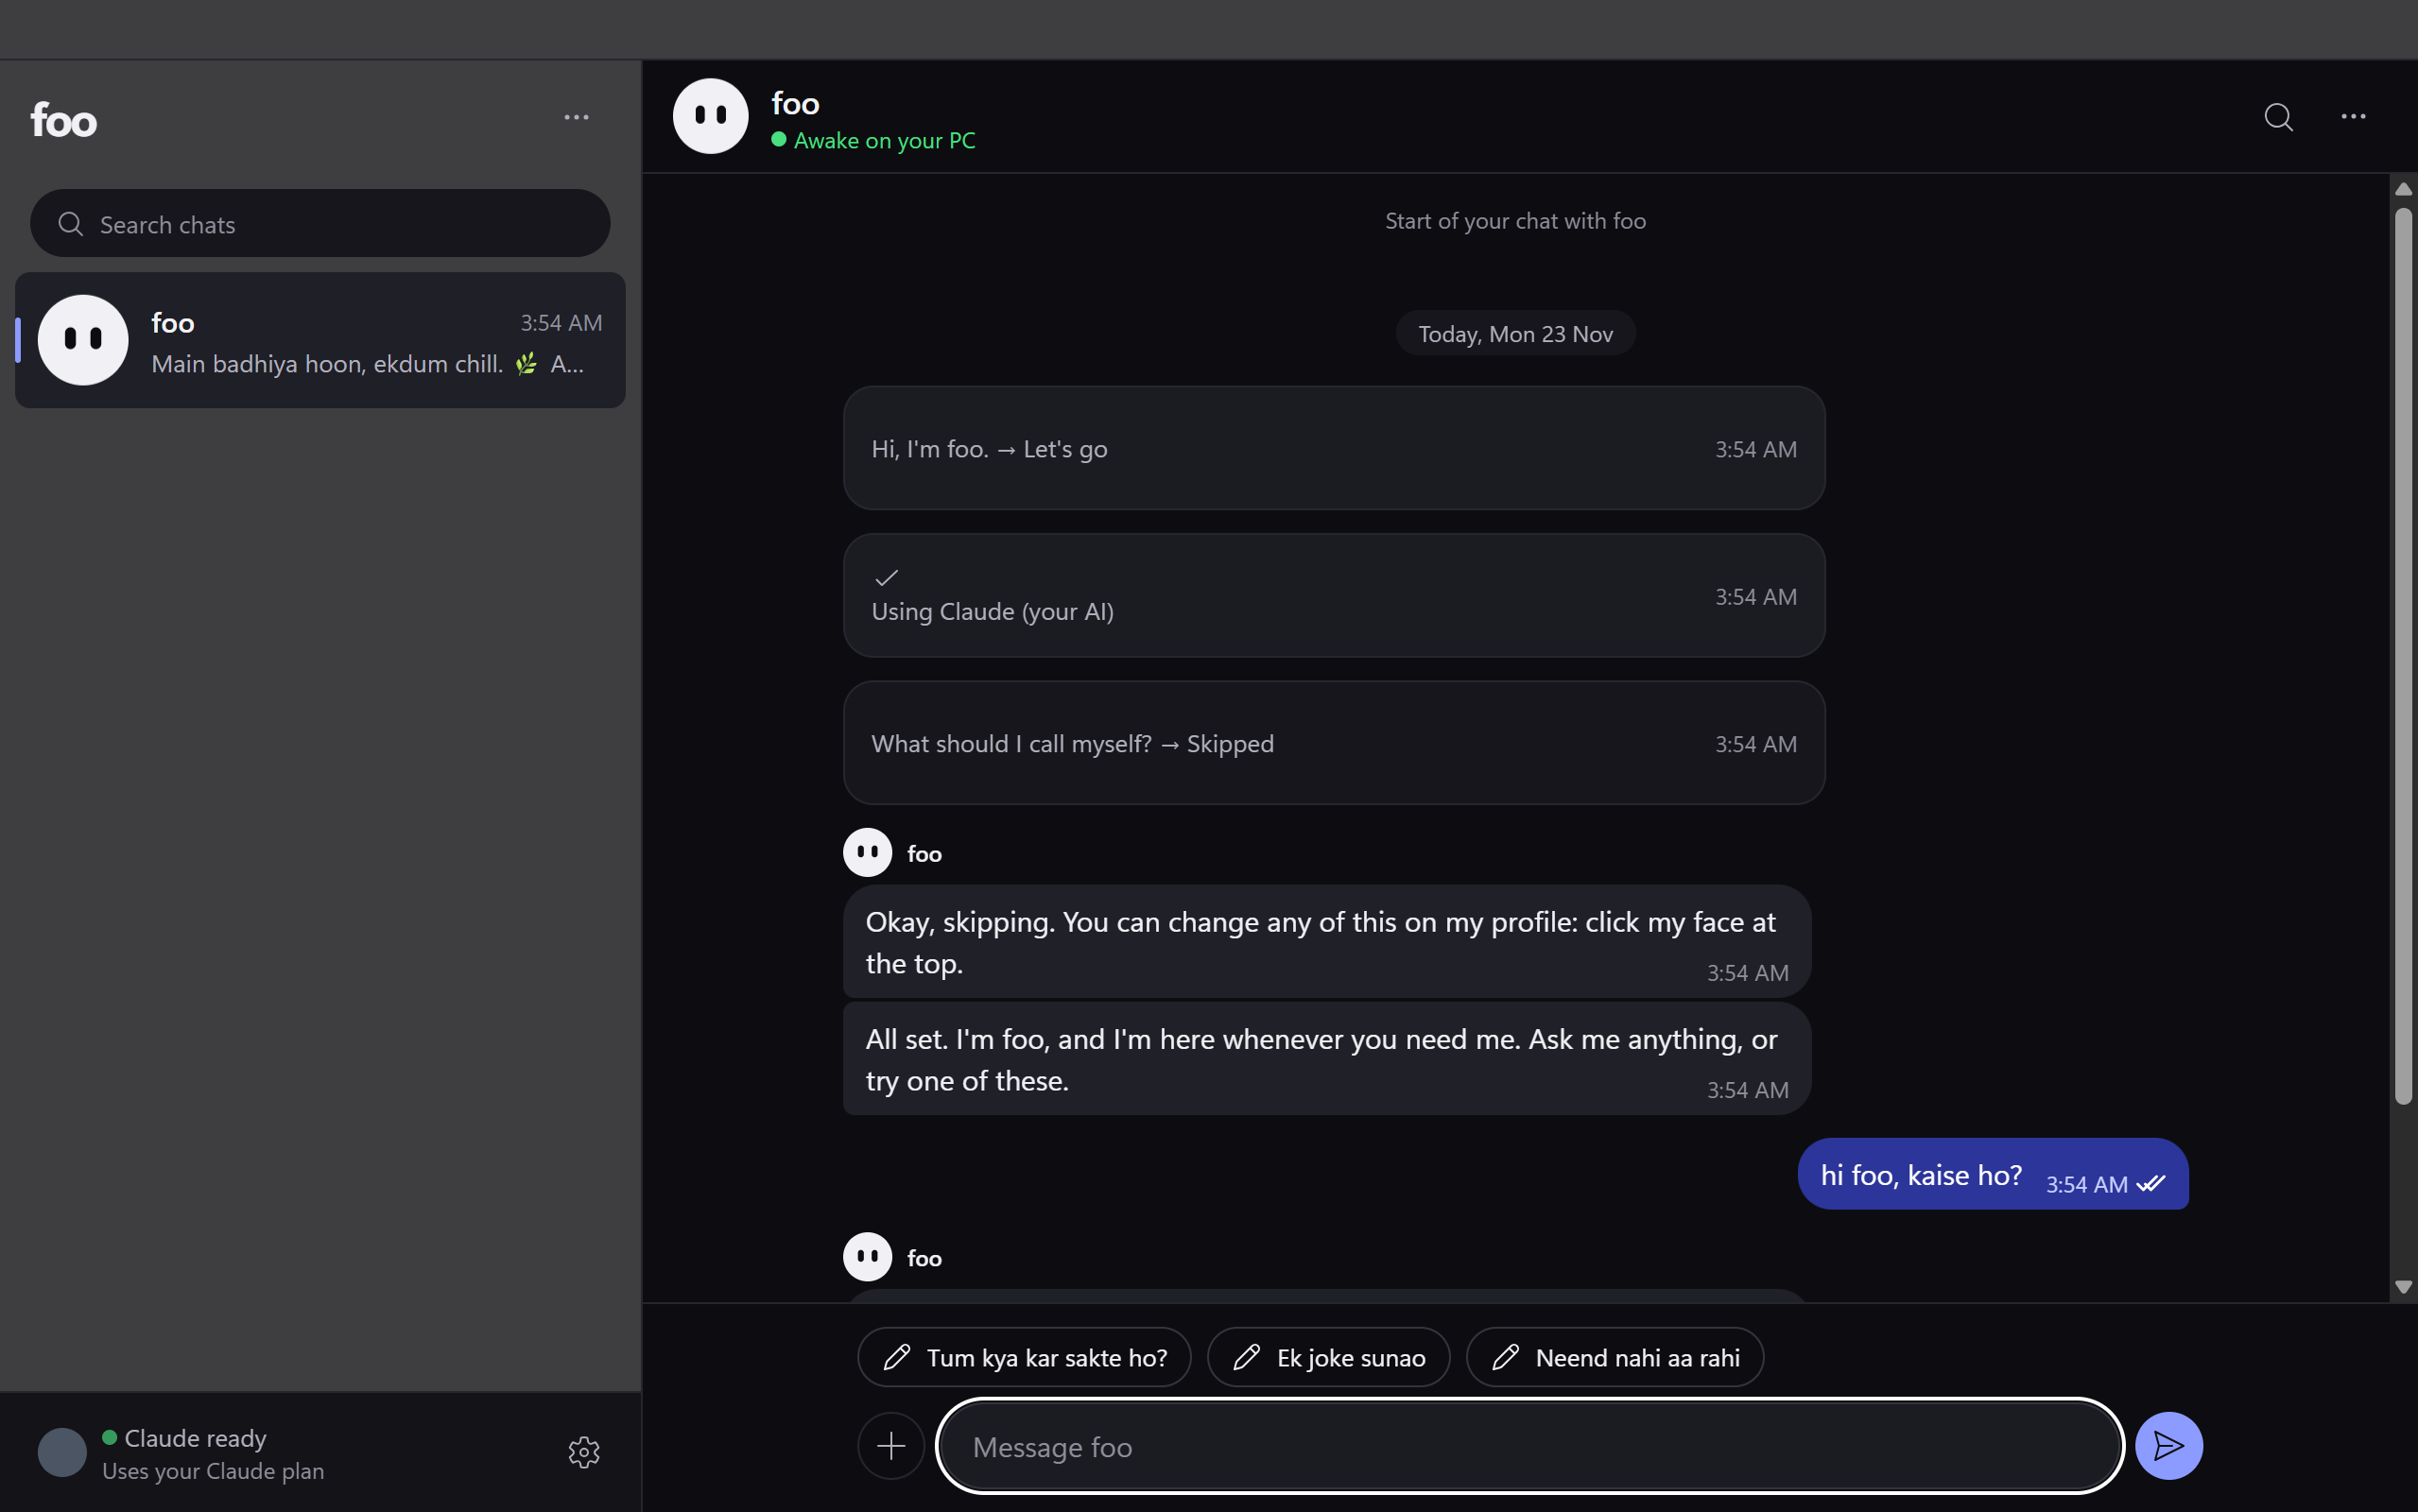 foo
Search chats
foo 3:54 AM
Main badhiya hoon, ekdum chill. 🌿 A...
Claude ready
Uses your Claude plan
foo
Awake on your PC
Start of your chat with foo
Today, Mon 23 Nov
Hi, I'm foo. → Let's go 3:54 AM
Using Claude (your AI) 3:54 AM
What should I call myself? → Skipped 3:54 AM
foo
Okay, skipping. You can change any of this on my profile: click my face at
the top. 3:54 AM
All set. I'm foo, and I'm here whenever you need me. Ask me anything, or
try one of these. 3:54 AM
hi foo, kaise ho? 3:54 AM
foo
Tum kya kar sakte ho? Ek joke sunao Neend nahi aa rahi
Message foo